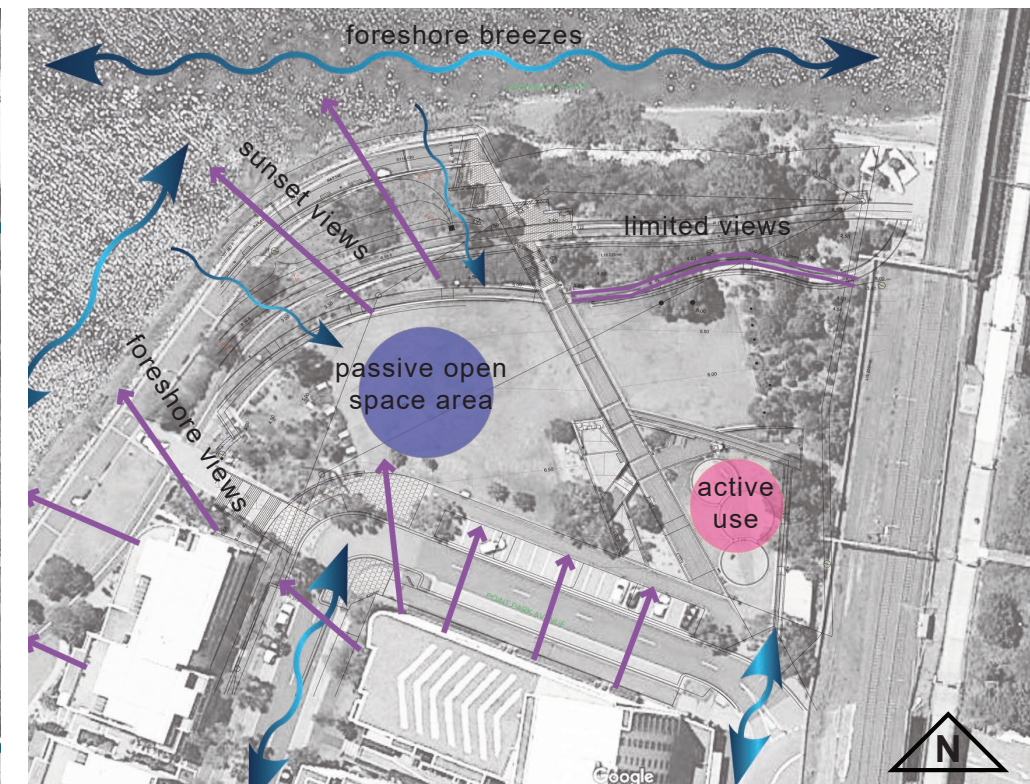 foreshore breezes
sunset views
limited views
foreshore views
passive open
space area
active
use
Google
N